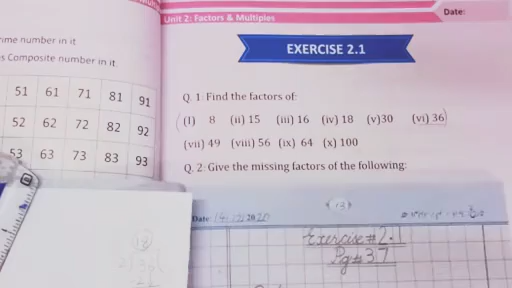 Unit 2: Factors & Multiples
Date:
EXERCISE 2.1
ime number in it
s Composite number in it
51 61 71 81 91
52 62 72 82 92
53 63 73 83 93
Q. 1: Find the factors of:
(I) 8 (ii) 15 (iii) 16 (iv) 18 (v)30 (vi) 36
(vii) 49 (viii) 56 (ix) 64 (x) 100
Q. 2: Give the missing factors of the following:
13
Date:
Exercise # 2.1
Pg # 37